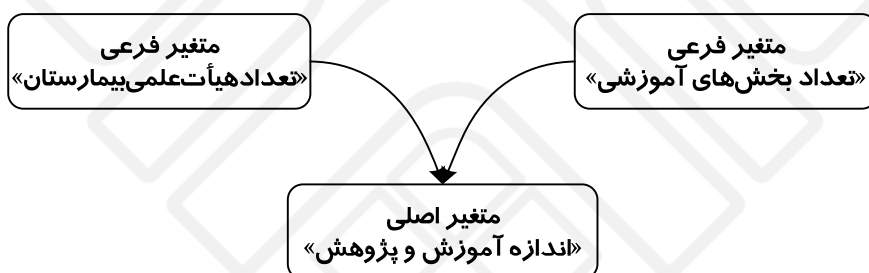 متغیر فرعی
«تعداد بخش‌های آموزشی»
متغیر فرعی
«تعدادهیأت‌علمی‌بیمارستان»
متغیر اصلی
«اندازه آموزش و پژوهش»